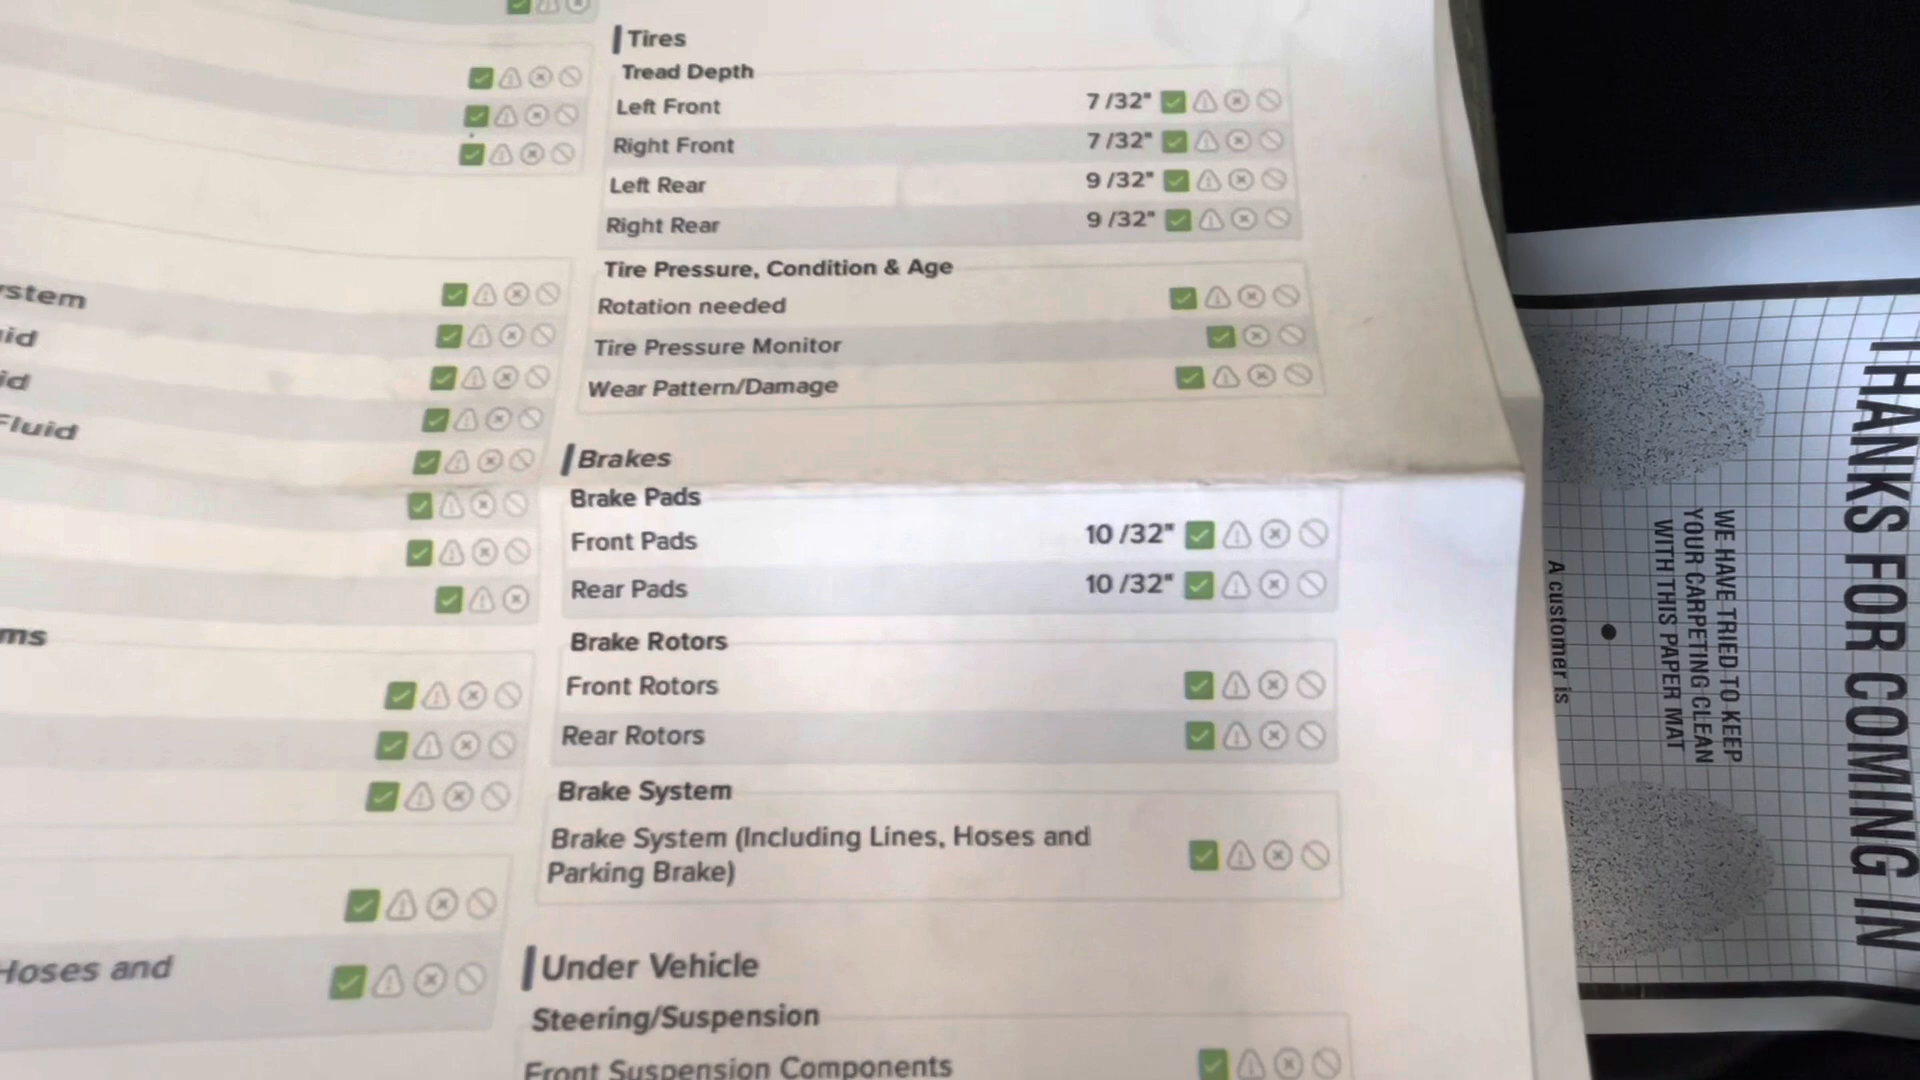 Tires
Tread Depth
Left Front 7 /32"
Right Front 7 /32"
Left Rear 9 /32"
Right Rear 9 /32"
Tire Pressure, Condition & Age
Rotation needed
Tire Pressure Monitor
Wear Pattern/Damage
Brakes
Brake Pads
Front Pads 10 /32"
Rear Pads 10 /32"
Brake Rotors
Front Rotors
Rear Rotors
Brake System
Brake System (Including Lines, Hoses and
Parking Brake)
Under Vehicle
Steering/Suspension
Front Suspension Components
Fluid
Hoses and
THANKS FOR COMING IN
WE HAVE TRIED TO KEEP
YOUR CARPETING CLEAN
WITH THIS PAPER MAT
A customer is